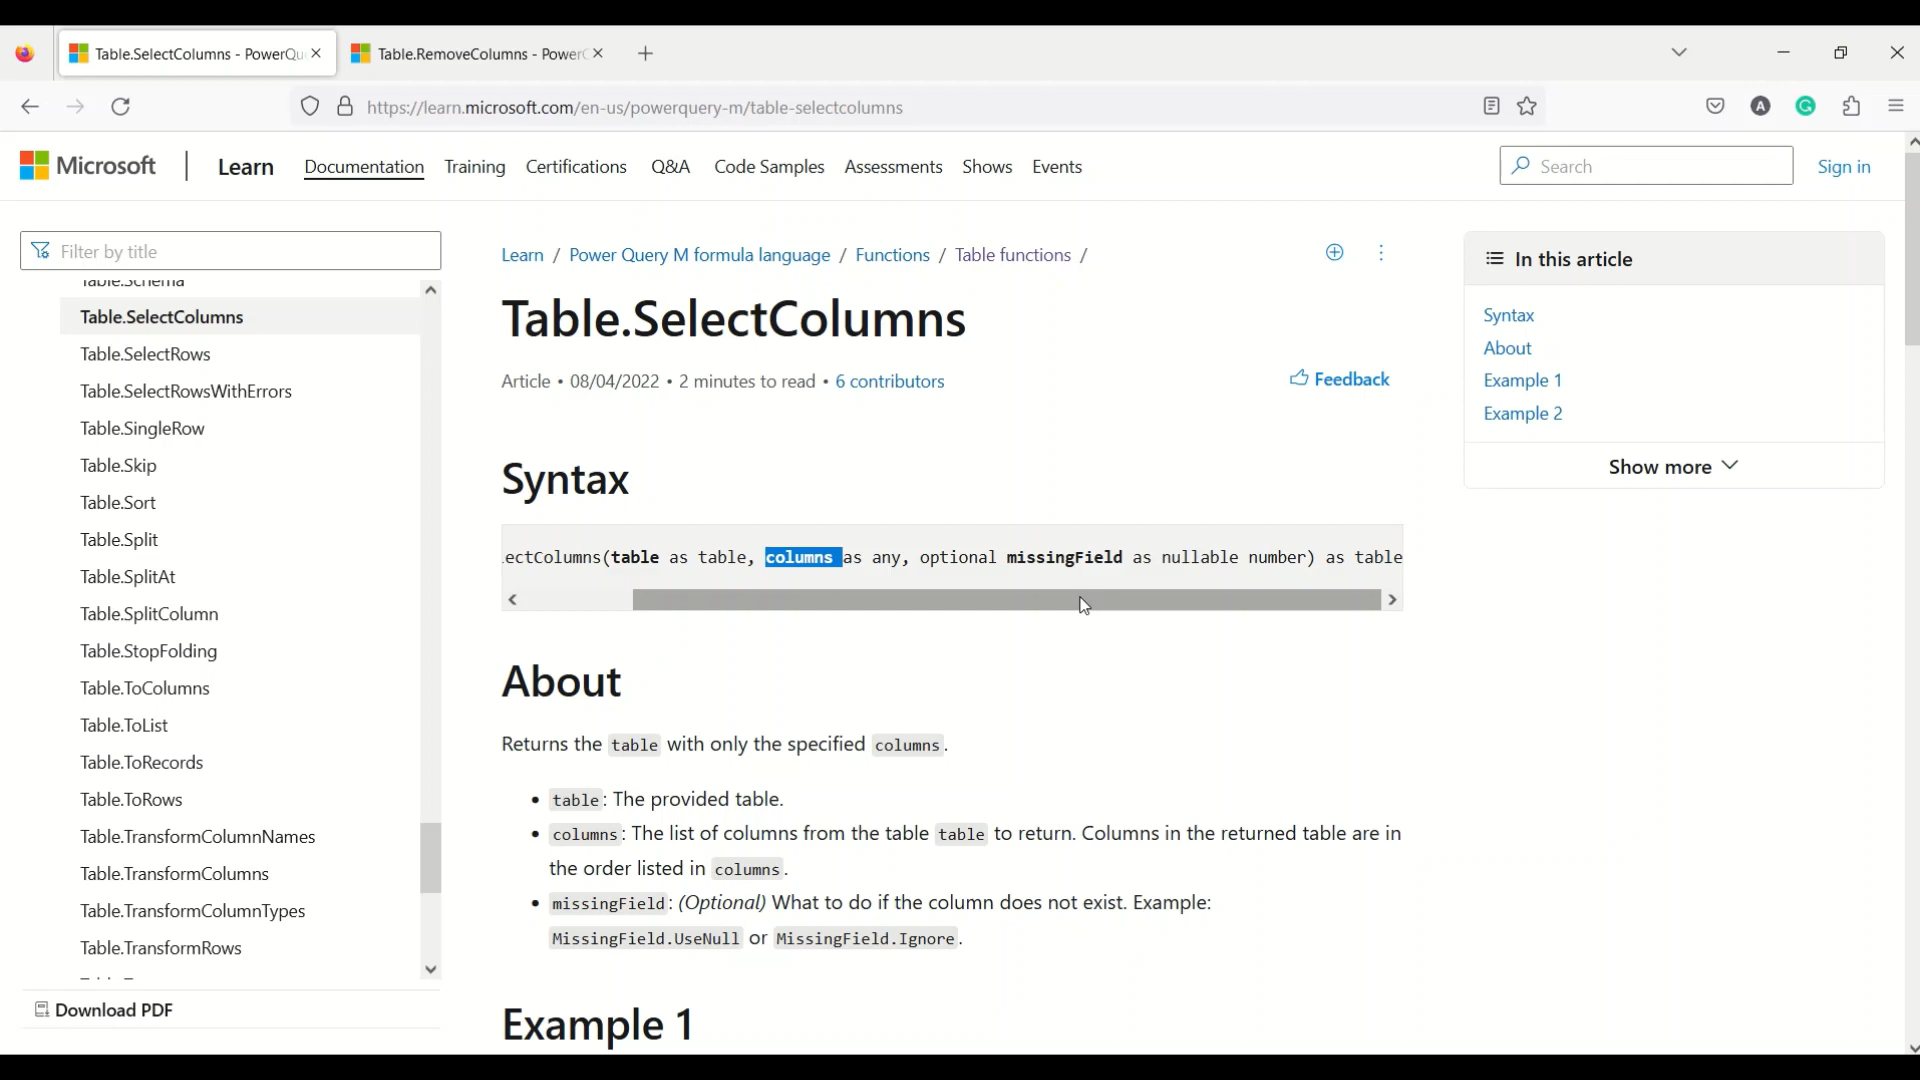 Table.SelectColumns - PowerQu
Table.RemoveColumns - Power
https://learn.microsoft.com/en-us/powerquery-m/table-selectcolumns
A
G
Microsoft
Learn
Documentation
Training
Certifications
Q&A
Code Samples
Assessments
Shows
Events
Search
Sign in
Filter by title
Table.Schema
Table.SelectColumns
Table.SelectRows
Table.SelectRowsWithErrors
Table.SingleRow
Table.Skip
Table.Sort
Table.Split
Table.SplitAt
Table.SplitColumn
Table.StopFolding
Table.ToColumns
Table.ToList
Table.ToRecords
Table.ToRows
Table.TransformColumnNames
Table.TransformColumns
Table.TransformColumnTypes
Table.TransformRows
Download PDF
Learn / Power Query M formula language / Functions / Table functions /
Table.SelectColumns
Article • 08/04/2022 • 2 minutes to read • 6 contributors
Feedback
Syntax
ectColumns(table as table, columns as any, optional missingField as nullable number) as table
About
Returns the table with only the specified columns.
• table: The provided table.
• columns: The list of columns from the table table to return. Columns in the returned table are in
the order listed in columns.
• missingField: (Optional) What to do if the column does not exist. Example:
MissingField.UseNull or MissingField.Ignore.
Example 1
In this article
Syntax
About
Example 1
Example 2
Show more